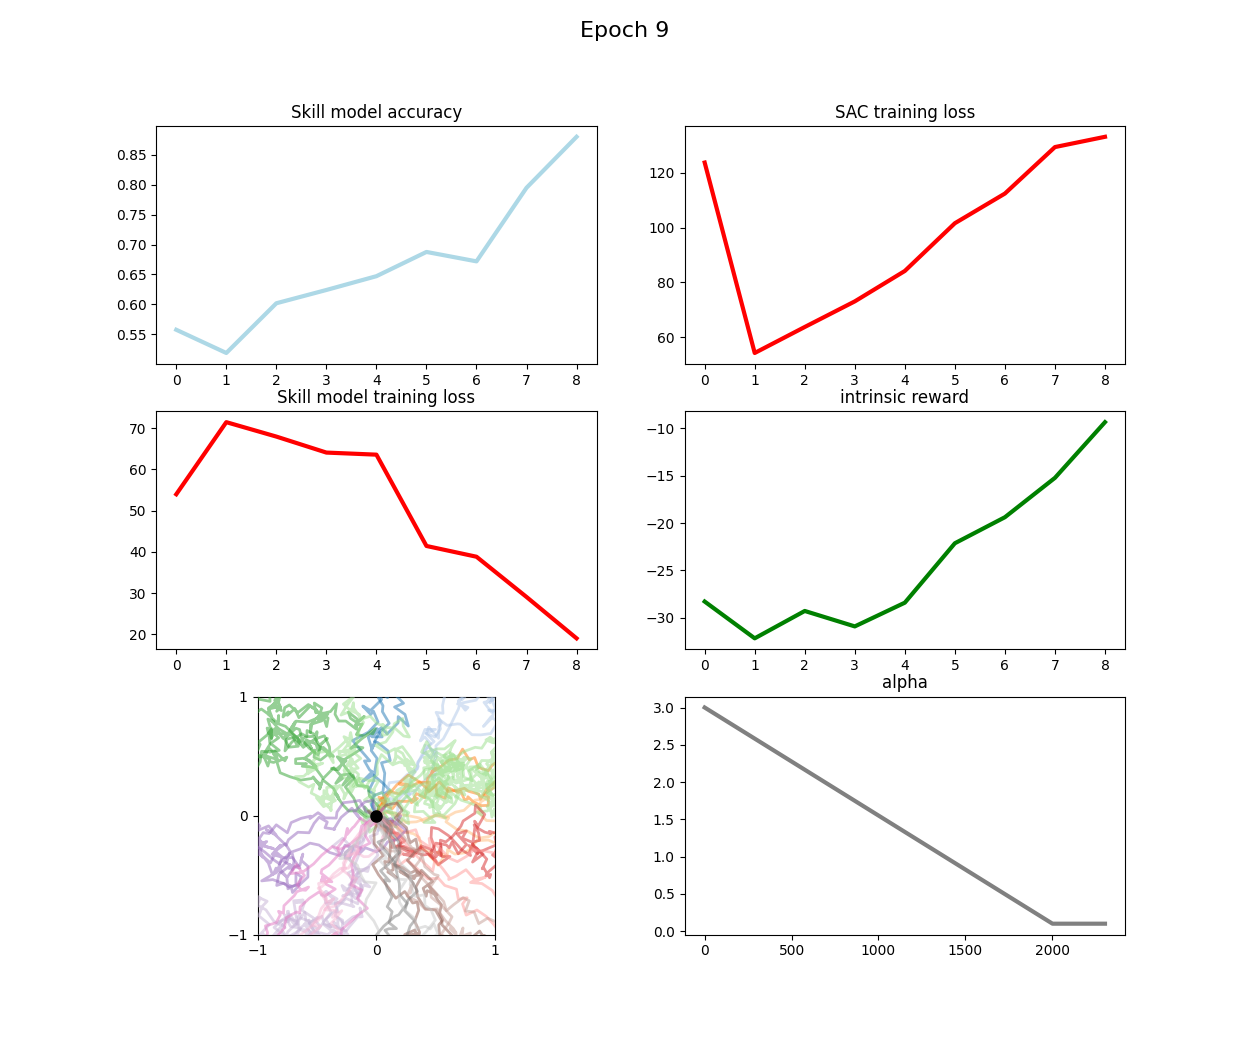 Epoch 9
Skill model accuracy
0.85
0.80
0.75
0.70
0.65
0.60
0.55
0 1 2 3 4 5 6 7 8
SAC training loss
120
100
80
60
0 1 2 3 4 5 6 7 8
Skill model training loss
70
60
50
40
30
20
0 1 2 3 4 5 6 7 8
intrinsic reward
−10
−15
−20
−25
−30
0 1 2 3 4 5 6 7 8
1
0
−1
−1 0 1
alpha
3.0
2.5
2.0
1.5
1.0
0.5
0.0
0 500 1000 1500 2000